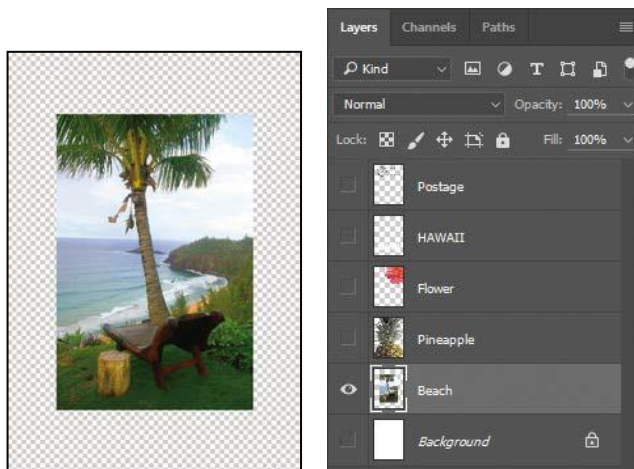 Layers Channels Paths
Kind
Normal Opacity: 100%
Lock: Fill: 100%
Postage
HAWAII
Flower
Pineapple
Beach
Background